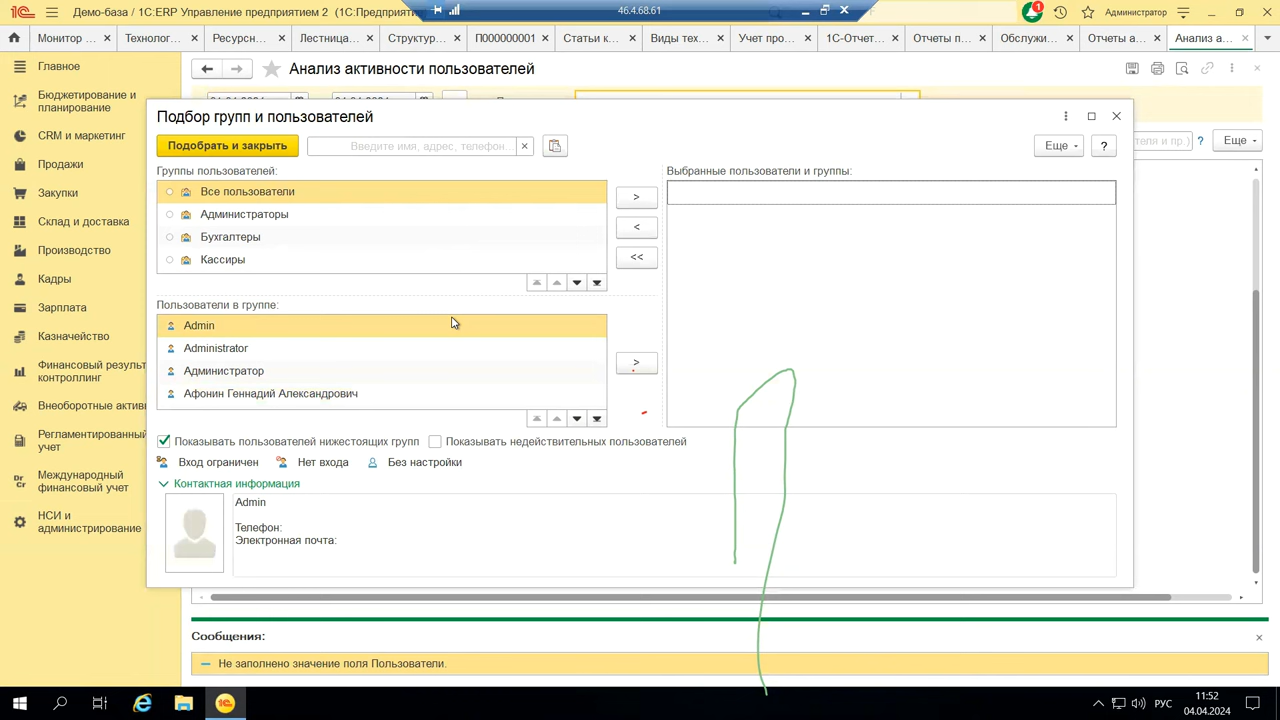 Демо-база / 1С:ERP Управление предприятием 2 (1С:Предприяти
46.4.68.61
1
Администратор
Монитор ...
Технолог...
Ресурсн...
Лестница...
Структур...
П000000001
Статьи к...
Виды тех...
Учет про...
1С-Отчет...
Отчеты п...
Обслужи...
Отчеты а...
Анализ а...
Главное
Бюджетирование и
планирование
CRM и маркетинг
Продажи
Закупки
Склад и доставка
Производство
Кадры
Зарплата
Казначейство
Финансовый результ
контроллинг
Внеоборотные актив
Регламентированный
учет
Международный
финансовый учет
НСИ и
администрирование
Анализ активности пользователей
теля и пр.)
?
Еще
Подбор групп и пользователей
Подобрать и закрыть
Введите имя, адрес, телефон...
Еще
?
Группы пользователей:
Все пользователи
Администраторы
Бухгалтеры
Кассиры
>
<
<<
Выбранные пользователи и группы:
Пользователи в группе:
Admin
Administrator
Администратор
Афонин Геннадий Александрович
>
Показывать пользователей нижестоящих групп
Показывать недействительных пользователей
Вход ограничен
Нет входа
Без настройки
Контактная информация
Admin
Телефон:
Электронная почта:
Сообщения:
Не заполнено значение поля Пользователи.
РУС
11:52
04.04.2024